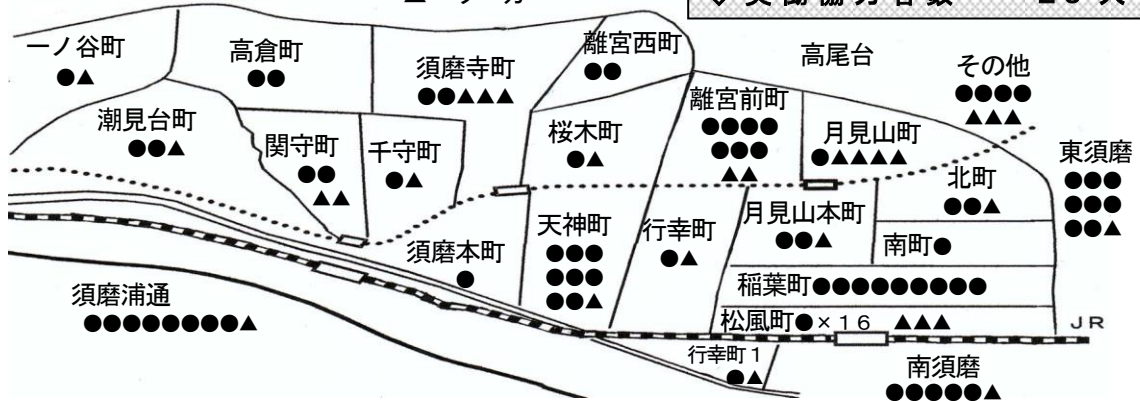 一ノ谷町
●▲
高倉町
●●
須磨寺町
●●▲▲▲
離宮西町
●●
高尾台
その他
●●●●
▲▲▲
潮見台町
●●▲
関守町
●●
▲▲
千守町
●▲
桜木町
●▲
離宮前町
●●●●
●●●
▲▲
月見山町
●▲▲▲▲
東須磨
●●●
●●●
●●▲
北町
●●▲
須磨本町
●
天神町
●●●
●●●
●●▲
行幸町
●▲
月見山本町
●●▲
南町●
稲葉町●●●●●●●●●
松風町●×16 ▲▲▲
JR
須磨浦通
●●●●●●●●▲
行幸町1
●▲
南須磨
●●●●●▲